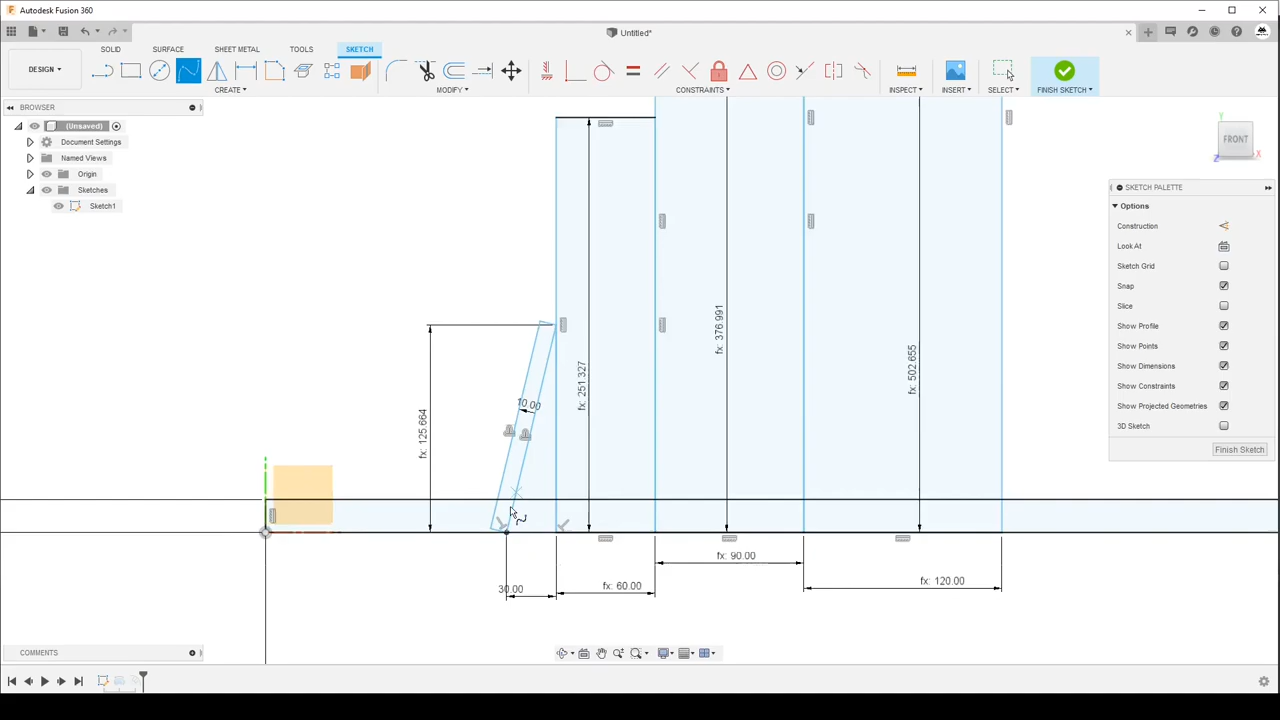 Autodesk Fusion 360
Untitled*
DESIGN
SOLID
SURFACE
SHEET METAL
TOOLS
SKETCH
CREATE
MODIFY
CONSTRAINTS
INSPECT
INSERT
SELECT
FINISH SKETCH
BROWSER
(Unsaved)
Document Settings
Named Views
Origin
Sketches
Sketch1
Y
FRONT
X
Z
SKETCH PALETTE
Options
Construction
Look At
Sketch Grid
Snap
Slice
Show Profile
Show Points
Show Dimensions
Show Constraints
Show Projected Geometries
3D Sketch
Finish Sketch
fx: 125.664
10.00
fx: 251.327
fx: 376.991
fx: 502.655
30.00
fx: 60.00
fx: 90.00
fx: 120.00
COMMENTS